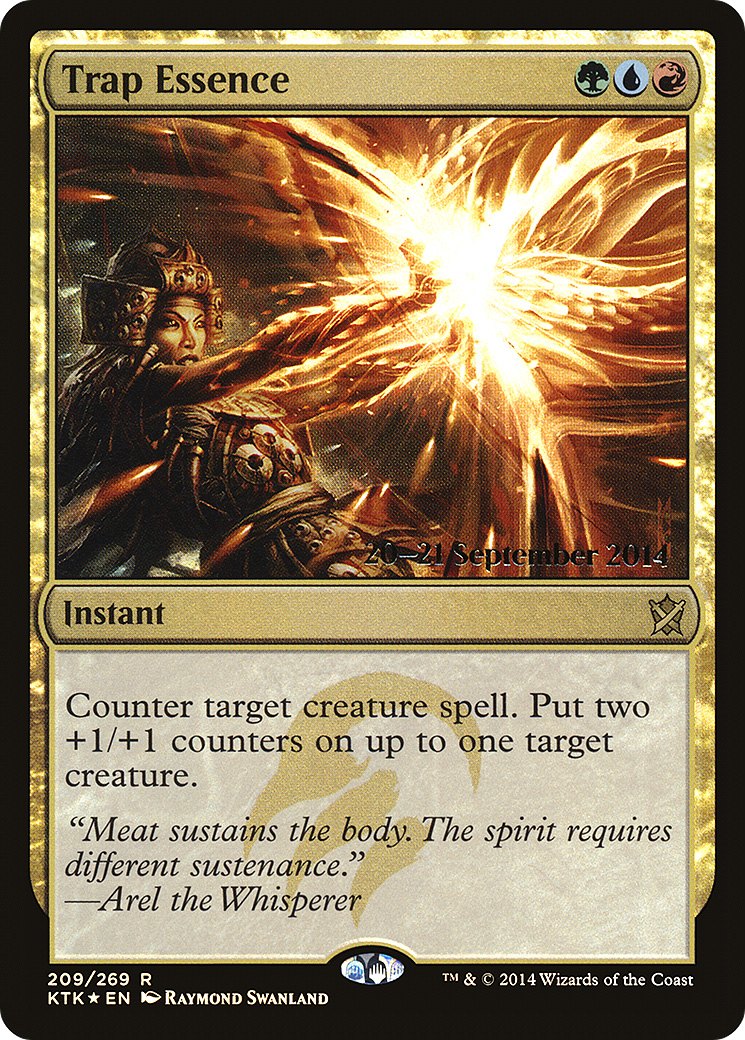 Trap Essence
20–21 September 2014
Instant
Counter target creature spell. Put two
+1/+1 counters on up to one target
creature.
“Meat sustains the body. The spirit requires
different sustenance.”
—Arel the Whisperer
209/269 R
KTK★EN Raymond Swanland
™ & © 2014 Wizards of the Coast